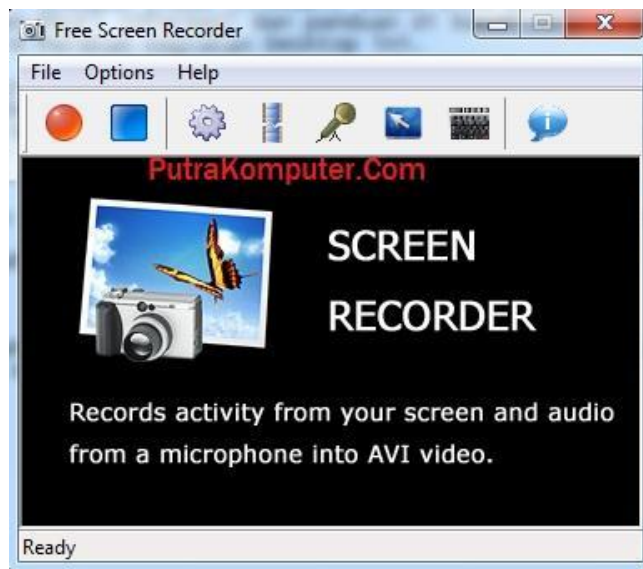 Free Screen Recorder
File Options Help
PutraKomputer.Com
SCREEN
RECORDER
Records activity from your screen and audio
from a microphone into AVI video.
Ready